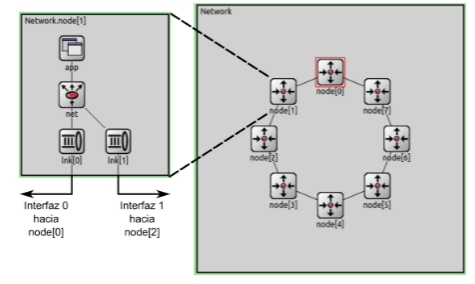 Network.node[1]
app
net
lnk[0]
lnk[1]
Interfaz 0
hacia
node[0]
Interfaz 1
hacia
node[2]
Network
node[0]
node[1]
node[7]
node[2]
node[6]
node[3]
node[5]
node[4]